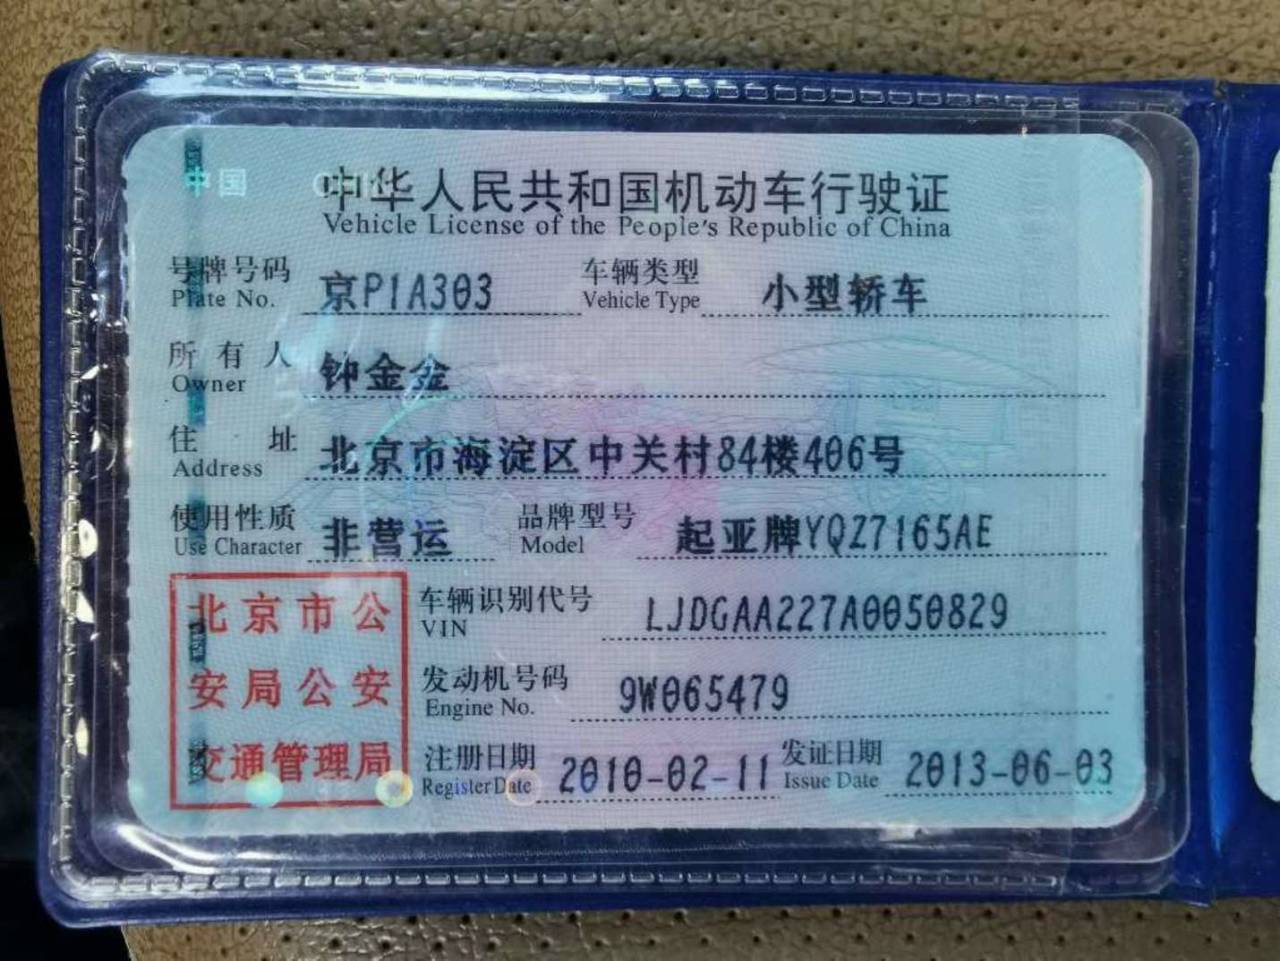 中国
中华人民共和国机动车行驶证
Vehicle License of the People's Republic of China
号牌号码 京P1A303 车辆类型 小型轿车
Plate No. Vehicle Type
所有人 钟金金
Owner
住址 北京市海淀区中关村84楼406号
Address
使用性质 非营运 品牌型号 起亚牌YQZ7165AE
Use Character Model
北京市公
安局公安
交通管理局
车辆识别代号 LJDGAA227A0050829
VIN
发动机号码 9W065479
Engine No.
注册日期 2010-02-11 发证日期 2013-06-03
Register Date Issue Date